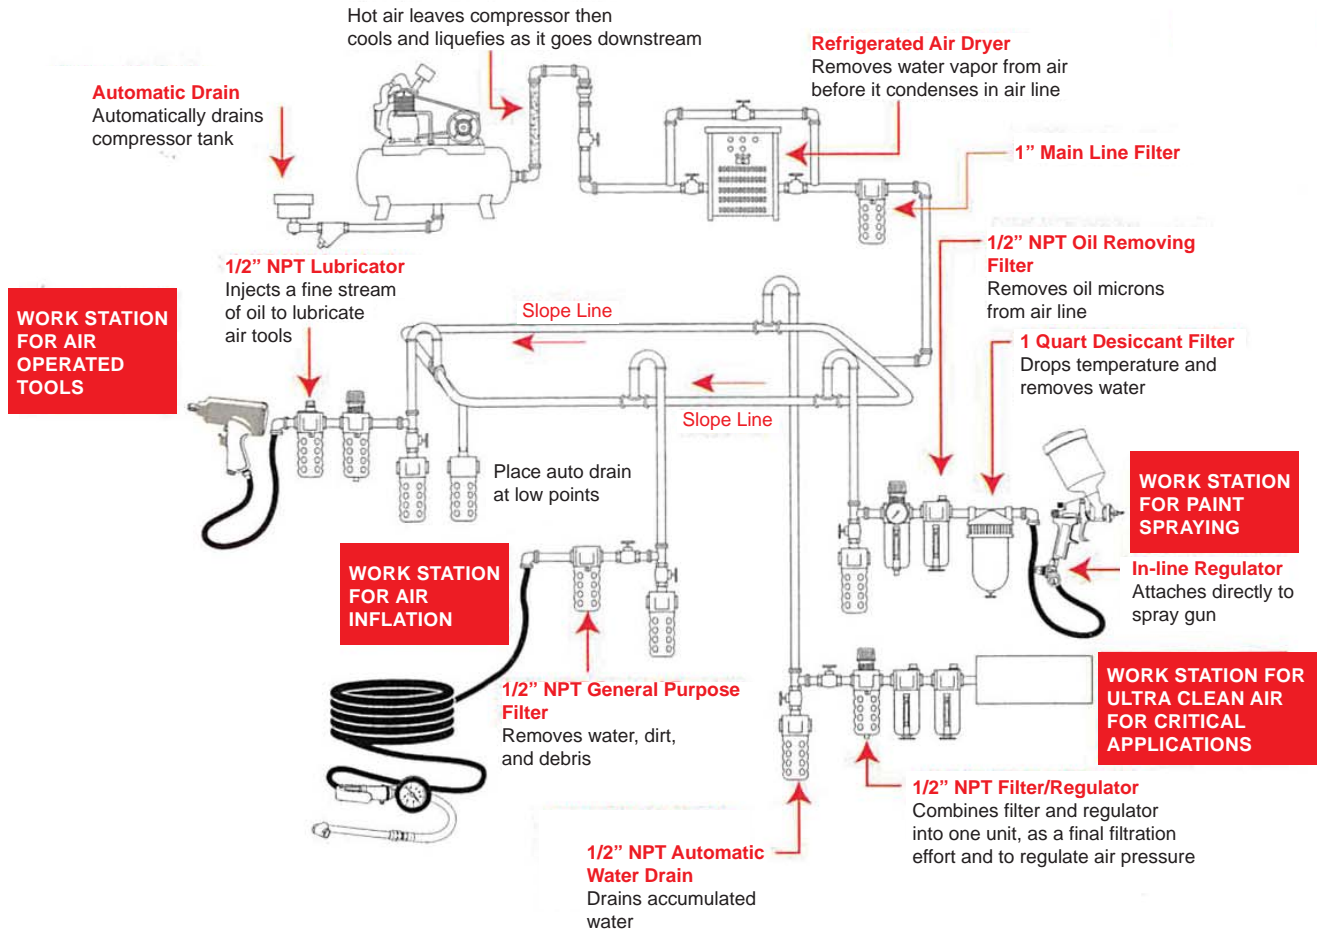 Hot air leaves compressor then
cools and liquefies as it goes downstream
Automatic Drain
Automatically drains
compressor tank
Refrigerated Air Dryer
Removes water vapor from air
before it condenses in air line
1” Main Line Filter
1/2” NPT Oil Removing
Filter
Removes oil microns
from air line
1/2” NPT Lubricator
Injects a fine stream
of oil to lubricate
air tools
WORK STATION
FOR AIR
OPERATED
TOOLS
Slope Line
1 Quart Desiccant Filter
Drops temperature and
removes water
Slope Line
Place auto drain
at low points
WORK STATION
FOR PAINT
SPRAYING
In-line Regulator
Attaches directly to
spray gun
WORK STATION
FOR AIR
INFLATION
1/2” NPT General Purpose
Filter
Removes water, dirt,
and debris
WORK STATION FOR
ULTRA CLEAN AIR
FOR CRITICAL
APPLICATIONS
1/2” NPT Filter/Regulator
Combines filter and regulator
into one unit, as a final filtration
effort and to regulate air pressure
1/2” NPT Automatic
Water Drain
Drains accumulated
water